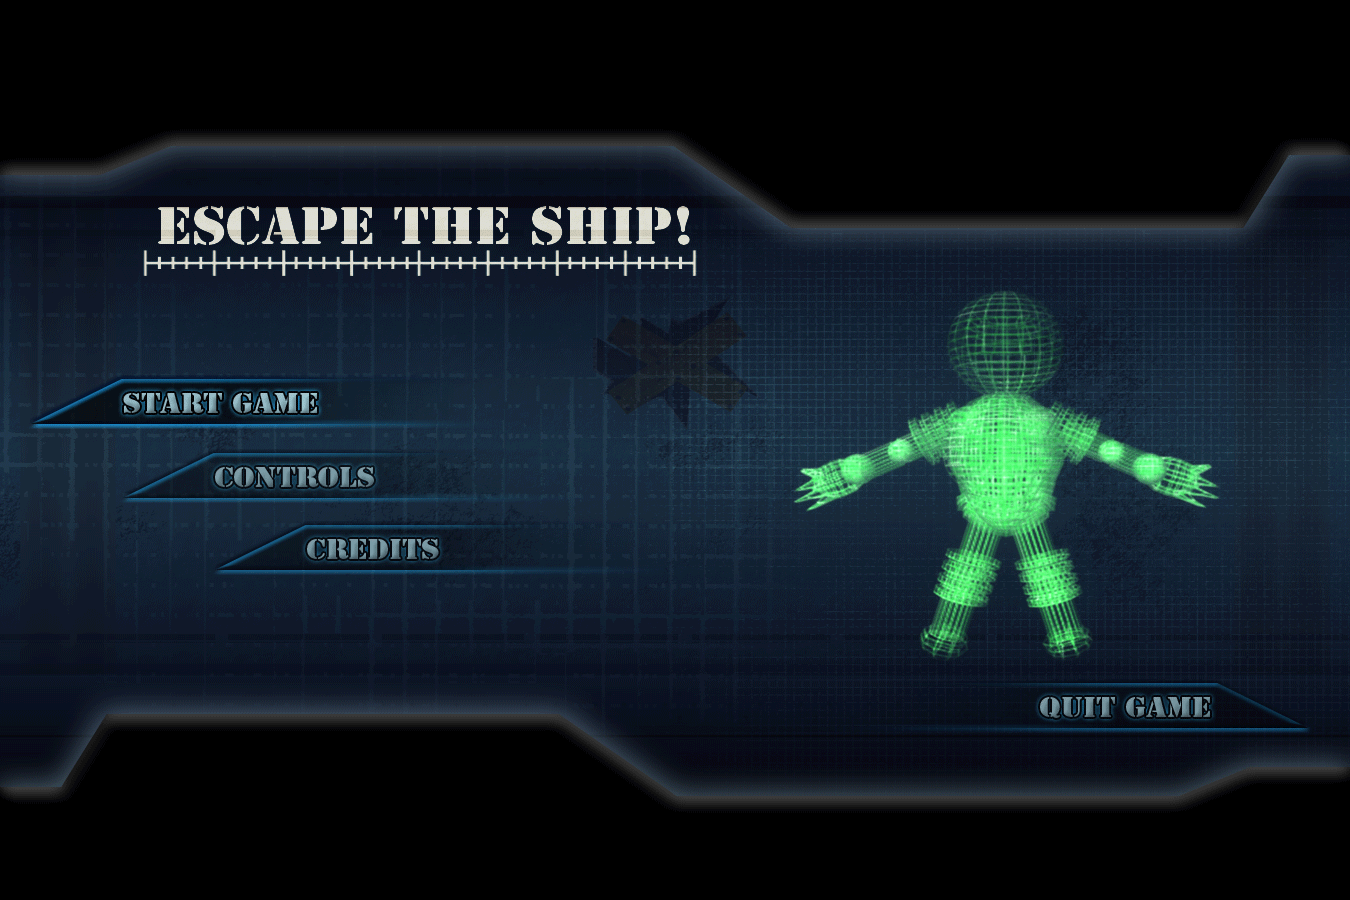 ESCAPE THE SHIP!
START GAME
CONTROLS
CREDITS
QUIT GAME